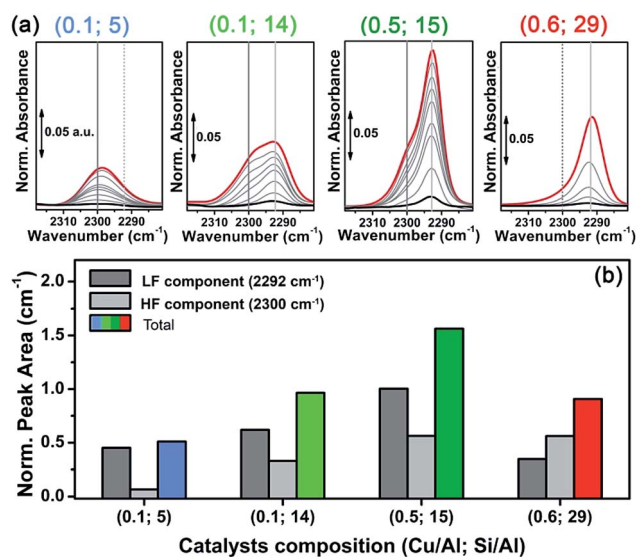 (a) (0.1; 5) (0.1; 14) (0.5; 15) (0.6; 29)
Norm. Absorbance
0.05 a.u.
2310 2300 2290
Wavenumber (cm⁻¹)
Norm. Absorbance
0.05
2310 2300 2290
Wavenumber (cm⁻¹)
Norm. Absorbance
0.05
2310 2300 2290
Wavenumber (cm⁻¹)
Norm. Absorbance
0.05
2310 2300 2290
Wavenumber (cm⁻¹)
(b)
LF component (2292 cm⁻¹)
HF component (2300 cm⁻¹)
Total
Norm. Peak Area (cm⁻¹)
2.0
1.5
1.0
0.5
0.0
(0.1; 5) (0.1; 14) (0.5; 15) (0.6; 29)
Catalysts composition (Cu/Al; Si/Al)